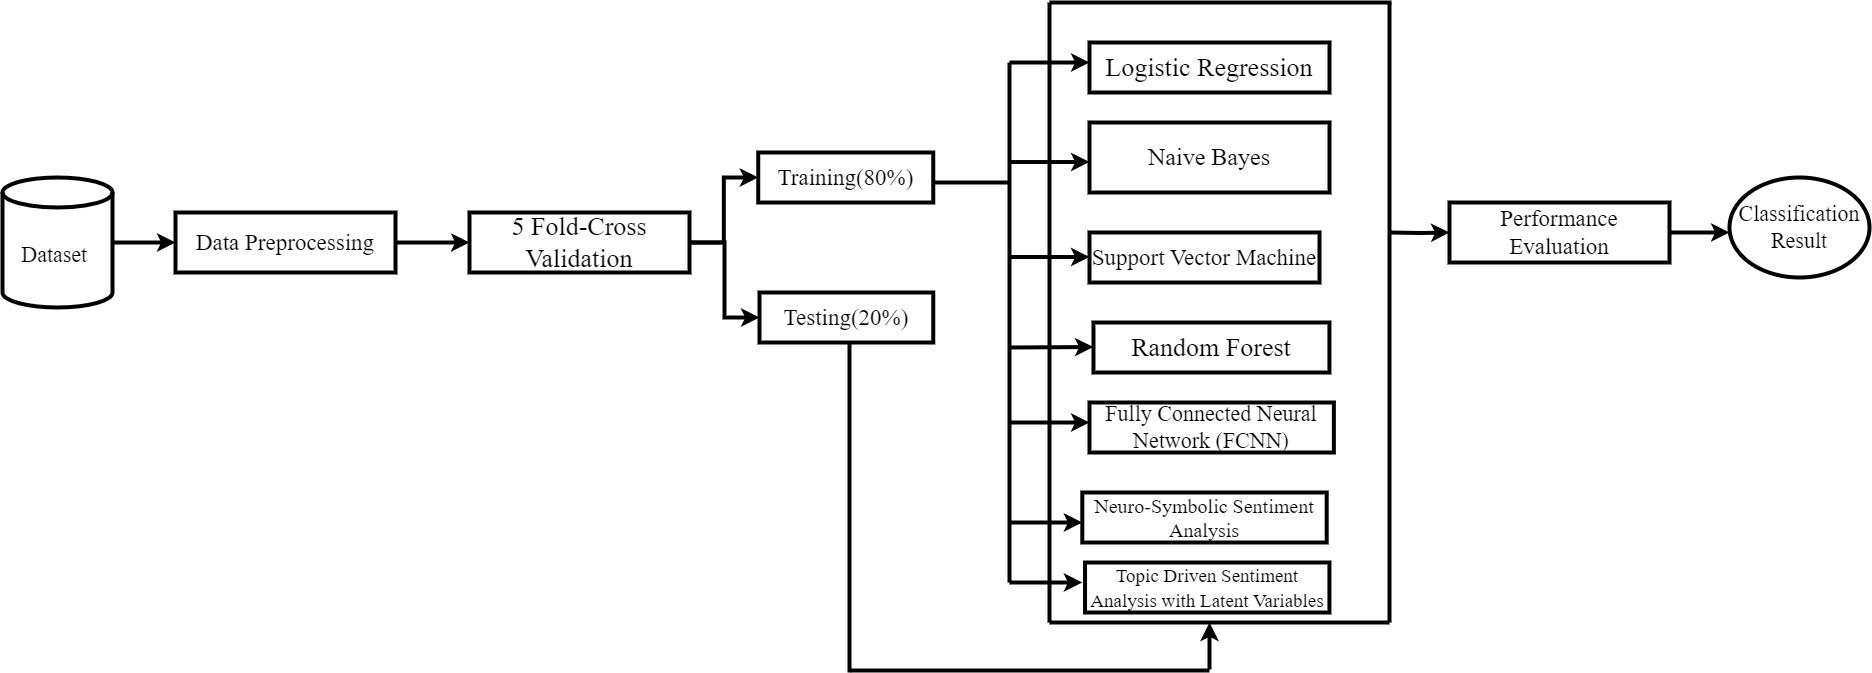 Dataset
Data Preprocessing
5 Fold-Cross
Validation
Training(80%)
Testing(20%)
Logistic Regression
Naive Bayes
Support Vector Machine
Random Forest
Fully Connected Neural
Network (FCNN)
Neuro-Symbolic Sentiment
Analysis
Topic Driven Sentiment
Analysis with Latent Variables
Performance
Evaluation
Classification
Result